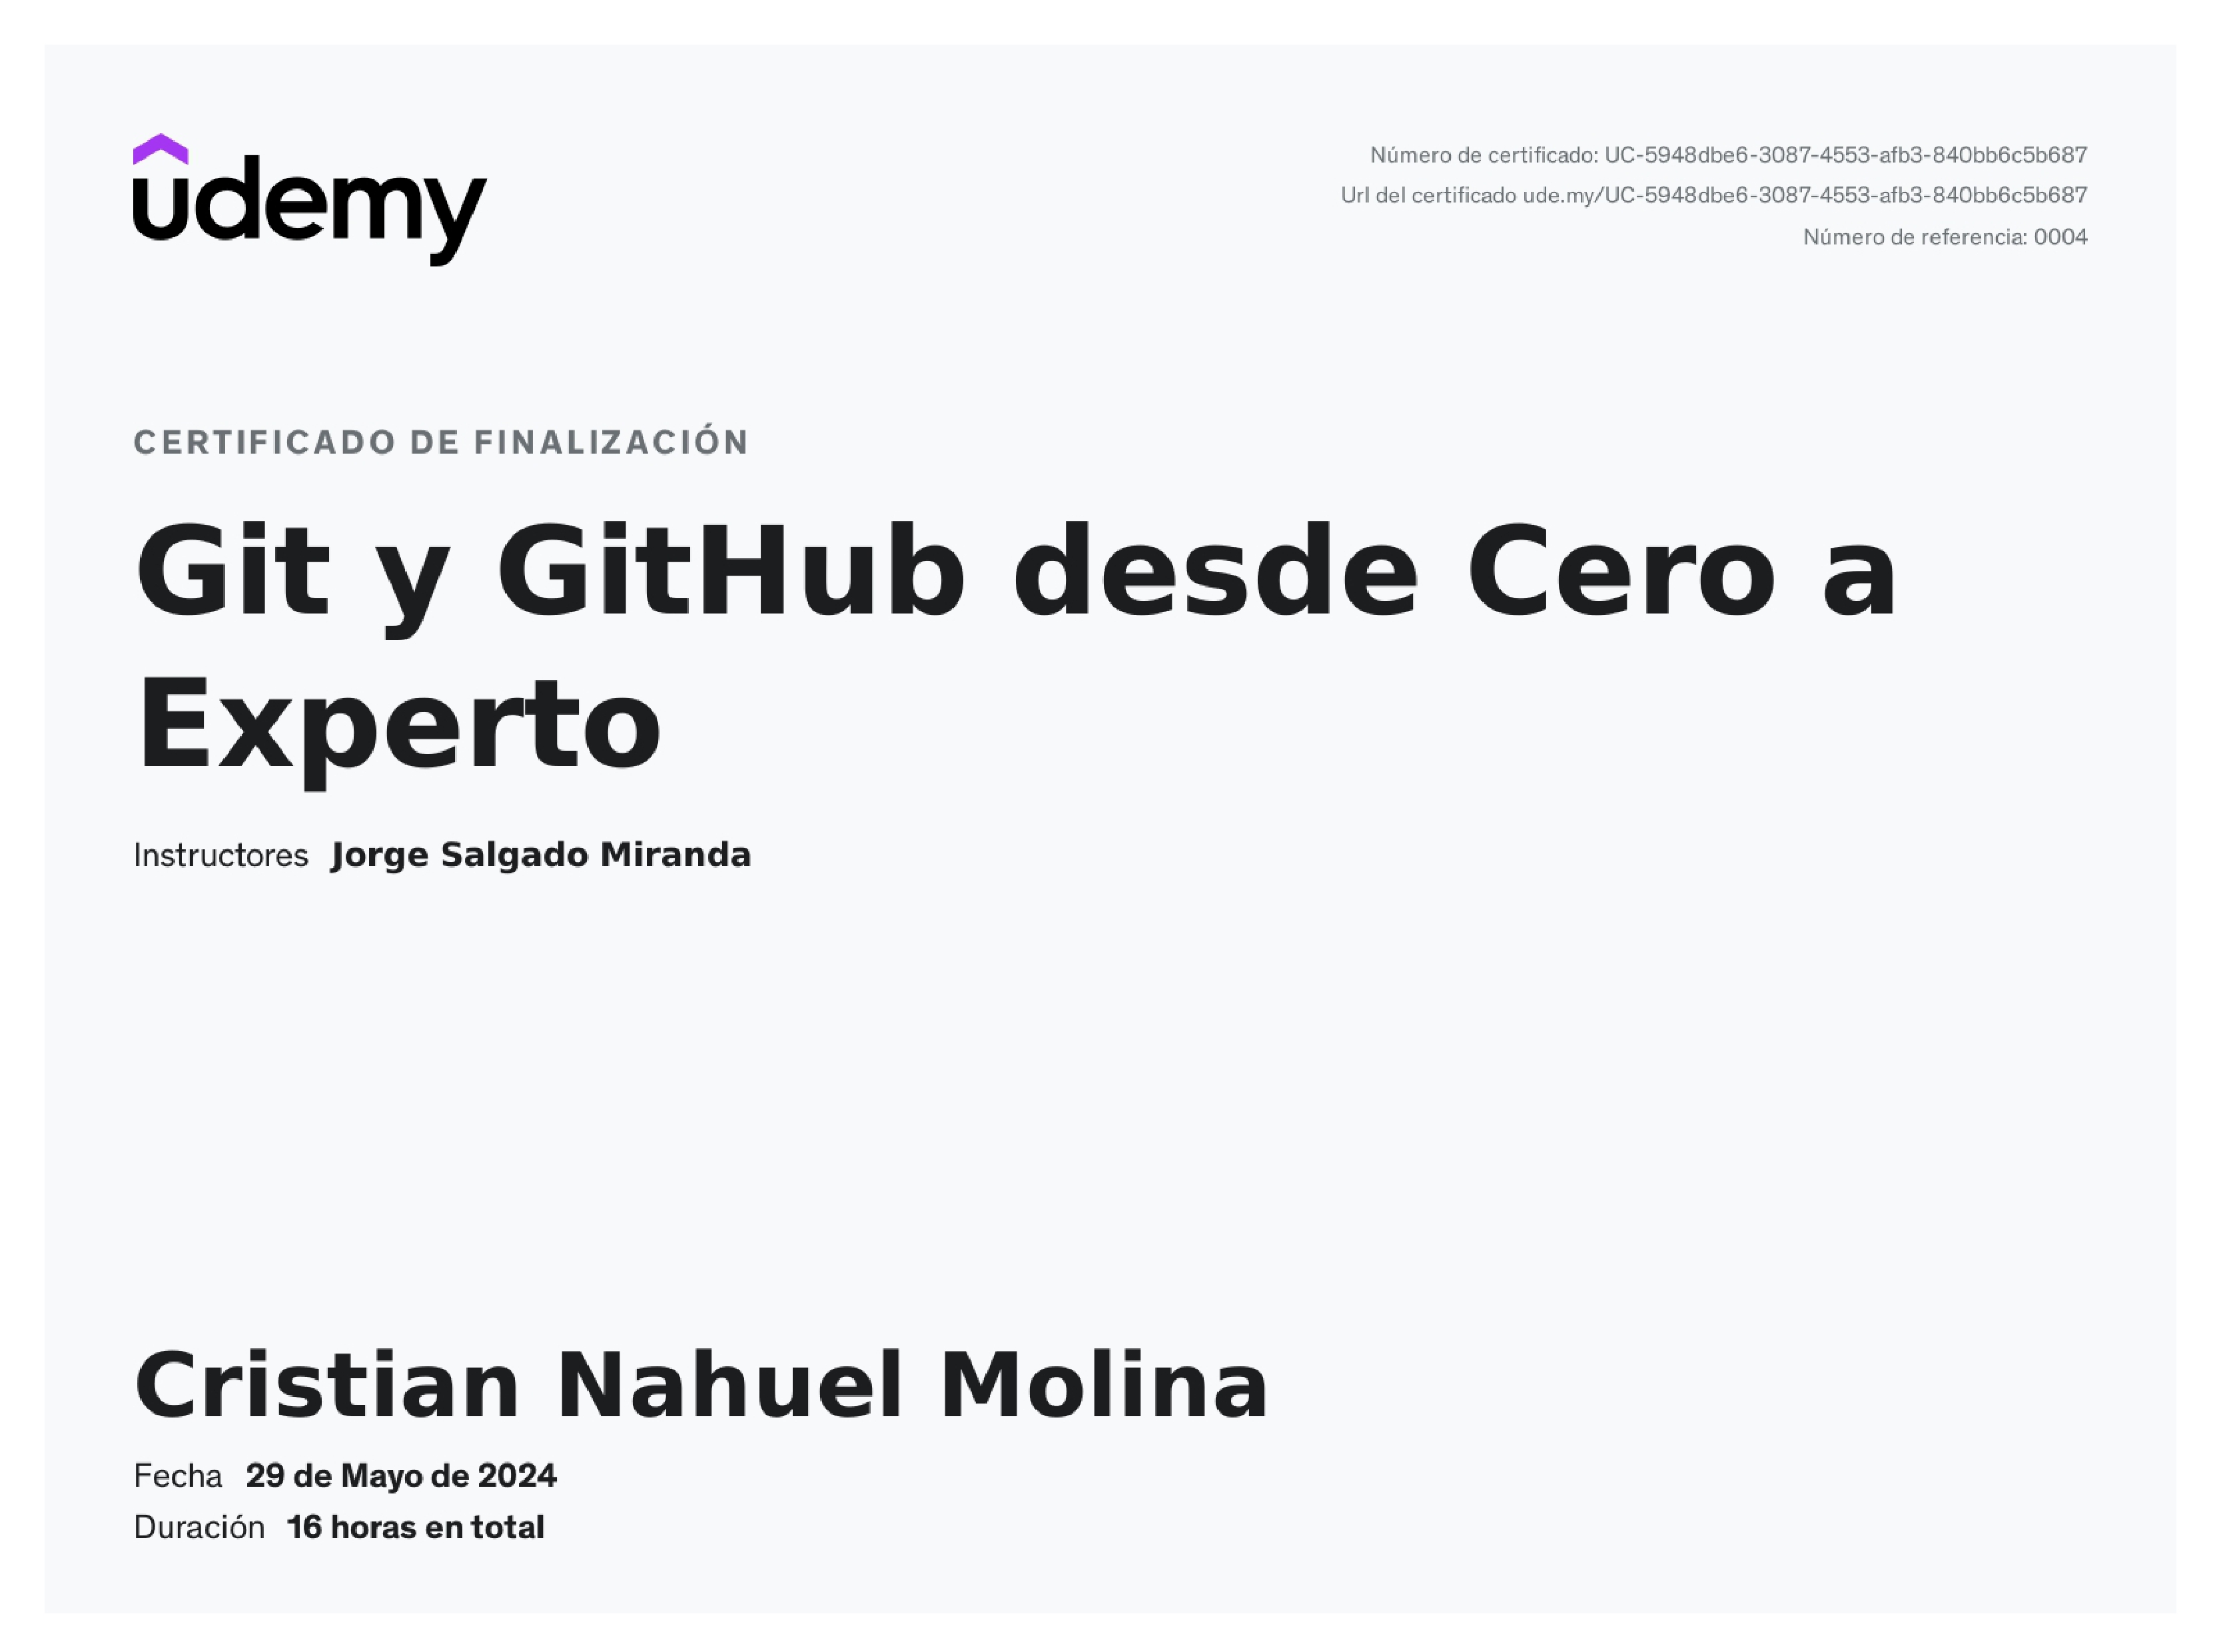 udemy
Número de certificado: UC-5948dbe6-3087-4553-afb3-840bb6c5b687
Url del certificado ude.my/UC-5948dbe6-3087-4553-afb3-840bb6c5b687
Número de referencia: 0004
CERTIFICADO DE FINALIZACIÓN
Git y GitHub desde Cero a
Experto
Instructores Jorge Salgado Miranda
Cristian Nahuel Molina
Fecha 29 de Mayo de 2024
Duración 16 horas en total